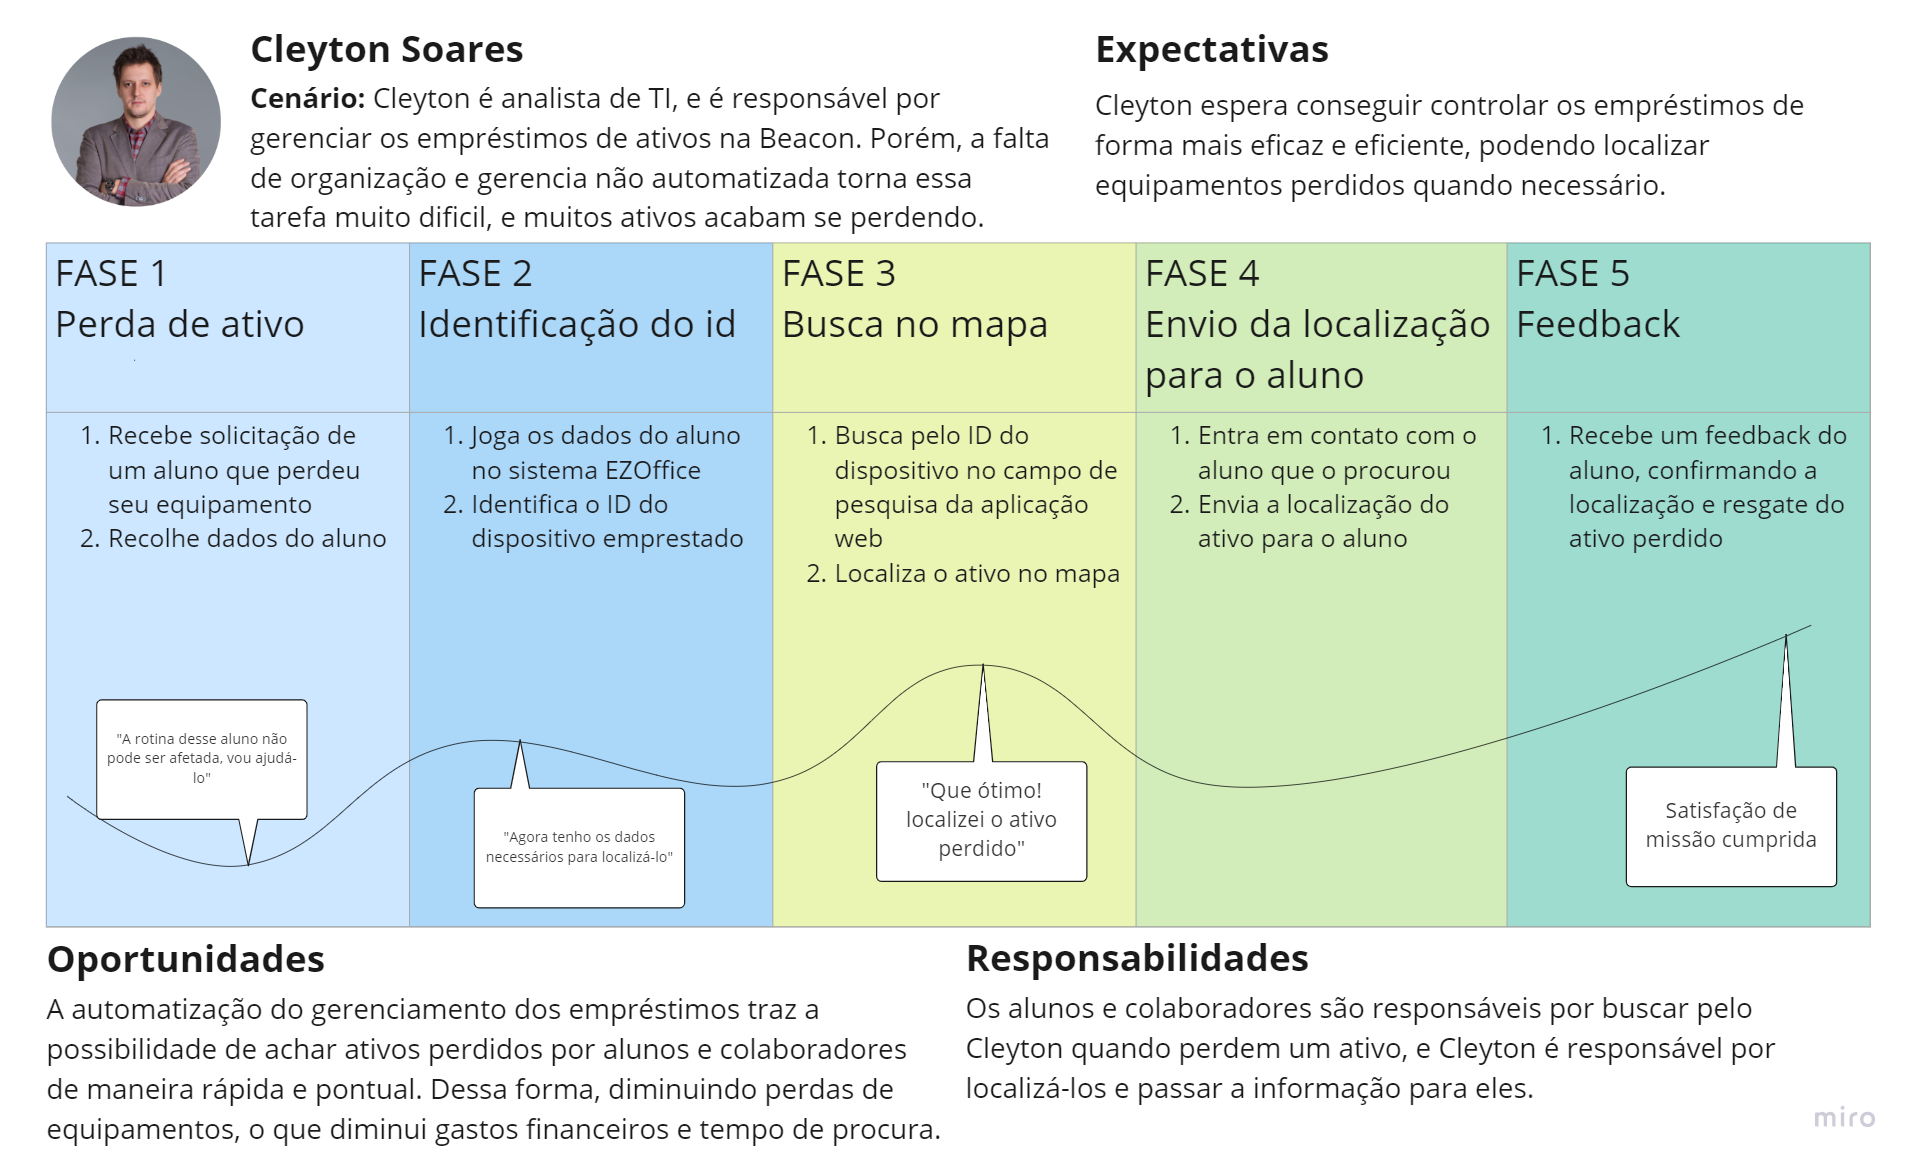 Cleyton Soares
Cenário: Cleyton é analista de TI, e é responsável por
gerenciar os empréstimos de ativos na Beacon. Porém, a falta
de organização e gerencia não automatizada torna essa
tarefa muito dificil, e muitos ativos acabam se perdendo.
Expectativas
Cleyton espera conseguir controlar os empréstimos de
forma mais eficaz e eficiente, podendo localizar
equipamentos perdidos quando necessário.
FASE 1
Perda de ativo
FASE 2
Identificação do id
FASE 3
Busca no mapa
FASE 4
Envio da localização
para o aluno
FASE 5
Feedback
1. Recebe solicitação de
um aluno que perdeu
seu equipamento
2. Recolhe dados do aluno
1. Joga os dados do aluno
no sistema EZOffice
2. Identifica o ID do
dispositivo emprestado
1. Busca pelo ID do
dispositivo no campo de
pesquisa da aplicação
web
2. Localiza o ativo no mapa
1. Entra em contato com o
aluno que o procurou
2. Envia a localização do
ativo para o aluno
1. Recebe um feedback do
aluno, confirmando a
localização e resgate do
ativo perdido
"A rotina desse aluno não
pode ser afetada, vou ajudá-
lo"
"Agora tenho os dados
necessários para localizá-lo"
"Que ótimo!
localizei o ativo
perdido"
Satisfação de
missão cumprida
Oportunidades
A automatização do gerenciamento dos empréstimos traz a
possibilidade de achar ativos perdidos por alunos e colaboradores
de maneira rápida e pontual. Dessa forma, diminuindo perdas de
equipamentos, o que diminui gastos financeiros e tempo de procura.
Responsabilidades
Os alunos e colaboradores são responsáveis por buscar pelo
Cleyton quando perdem um ativo, e Cleyton é responsável por
localizá-los e passar a informação para eles.
miro